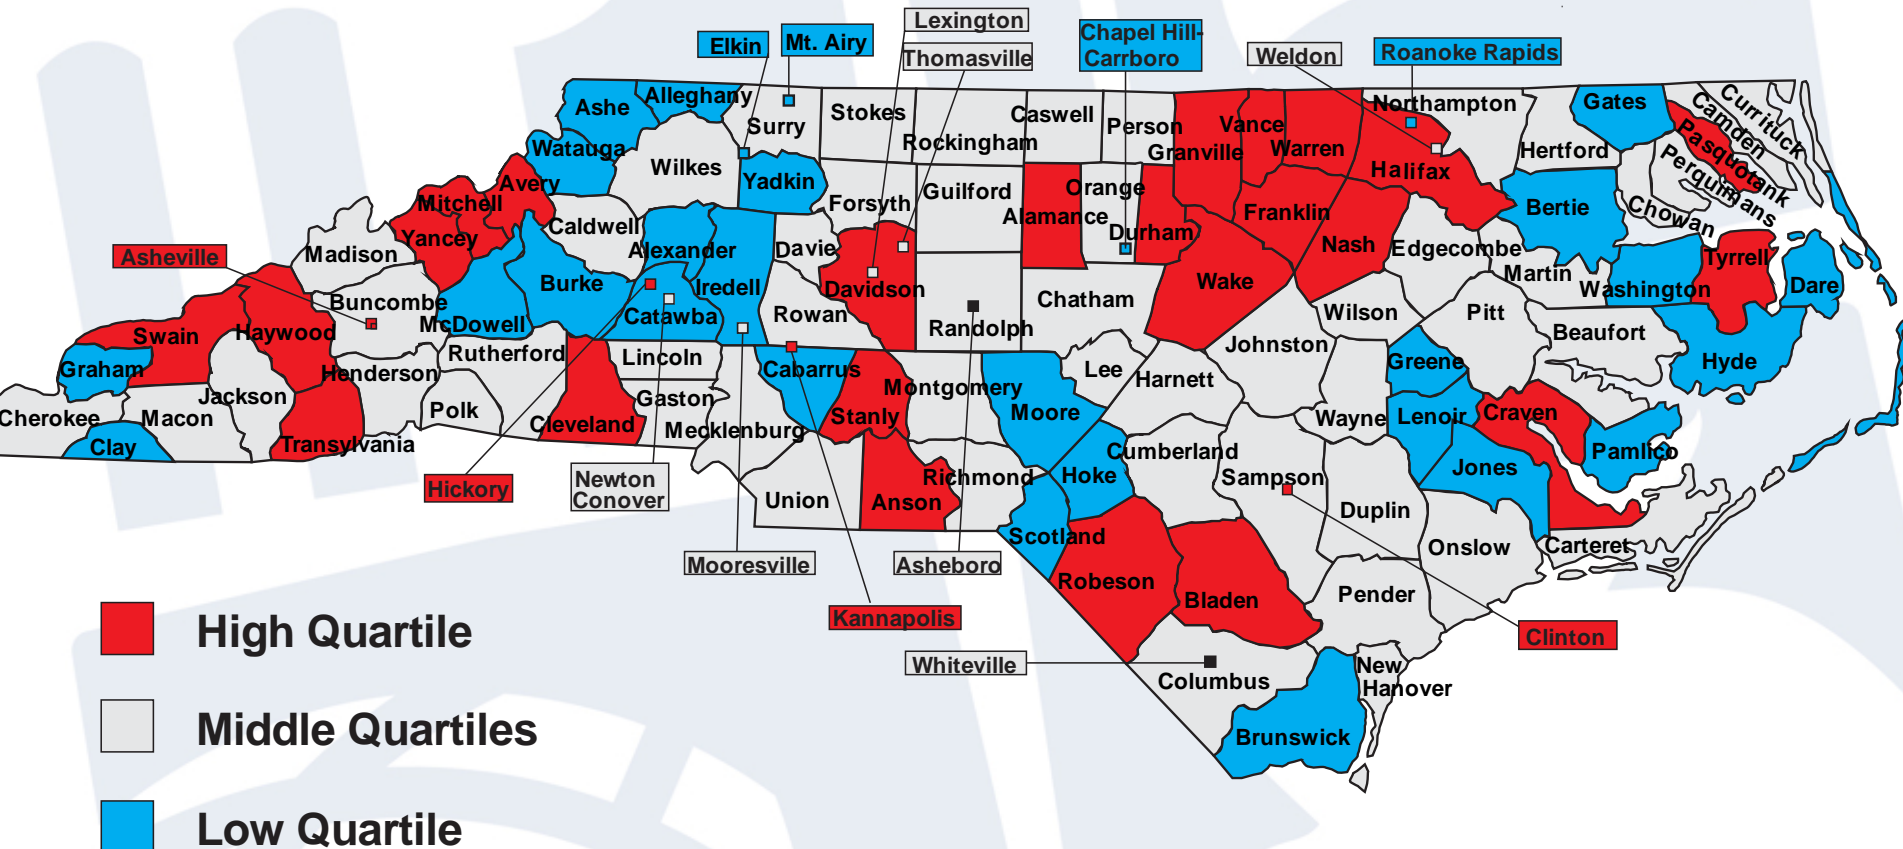 Lexington
Elkin
Mt. Airy
Thomasville
Chapel Hill-
Carrboro
Weldon
Roanoke Rapids
Ashe
Alleghany
Surry
Stokes
Rockingham
Caswell
Person
Granville
Vance
Warren
Northampton
Halifax
Hertford
Gates
Currituck
Camden
Pasquotank
Perquimans
Chowan
Watauga
Wilkes
Yadkin
Forsyth
Guilford
Alamance
Orange
Durham
Franklin
Nash
Edgecombe
Bertie
Avery
Mitchell
Yancey
Caldwell
Alexander
Iredell
Davie
Davidson
Madison
Asheville
Buncombe
McDowell
Burke
Catawba
Rowan
Randolph
Chatham
Wake
Wilson
Pitt
Martin
Washington
Tyrrell
Dare
Swain
Haywood
Rutherford
Lincoln
Cabarrus
Montgomery
Moore
Lee
Harnett
Johnston
Greene
Beaufort
Hyde
Graham
Henderson
Jackson
Cherokee
Macon
Clay
Transylvania
Polk
Cleveland
Gaston
Mecklenburg
Stanly
Wayne
Lenoir
Craven
Pamlico
Jones
Hickory
Newton
Conover
Union
Anson
Richmond
Hoke
Cumberland
Sampson
Duplin
Onslow
Carteret
Scotland
Mooresville
Asheboro
Robeson
Bladen
Pender
Kannapolis
Clinton
Whiteville
Columbus
New
Hanover
Brunswick
High Quartile
Middle Quartiles
Low Quartile